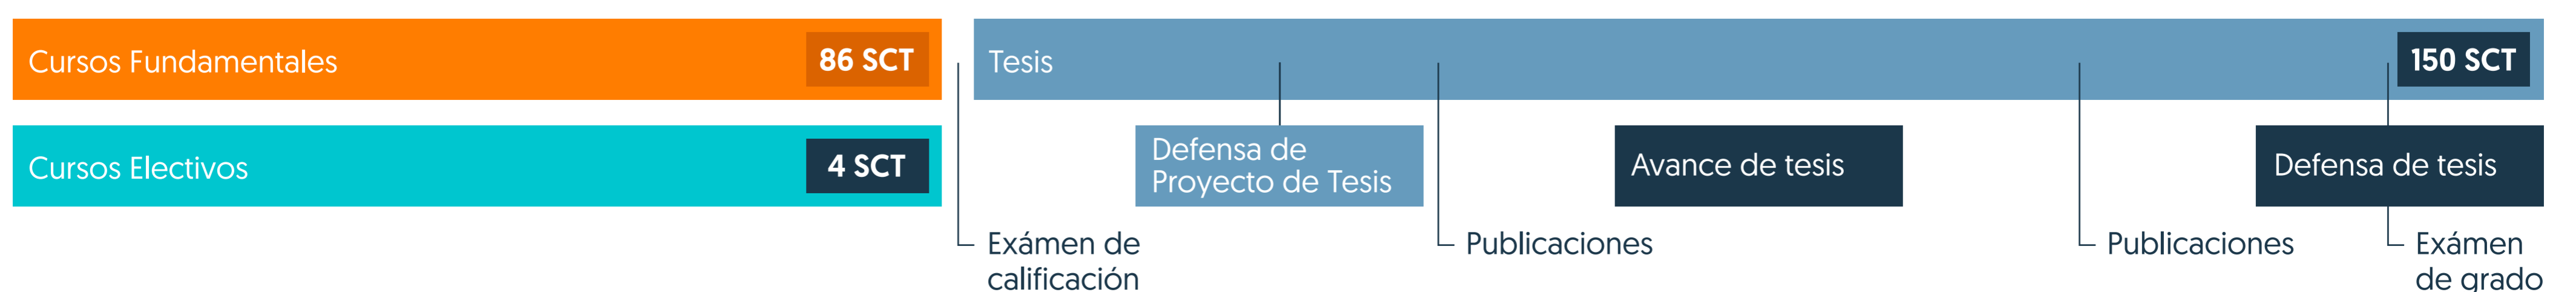 Cursos Fundamentales
86 SCT
Tesis
150 SCT
Cursos Electivos
4 SCT
Defensa de
Proyecto de Tesis
Avance de tesis
Defensa de tesis
Exámen de
calificación
Publicaciones
Publicaciones
Exámen
de grado